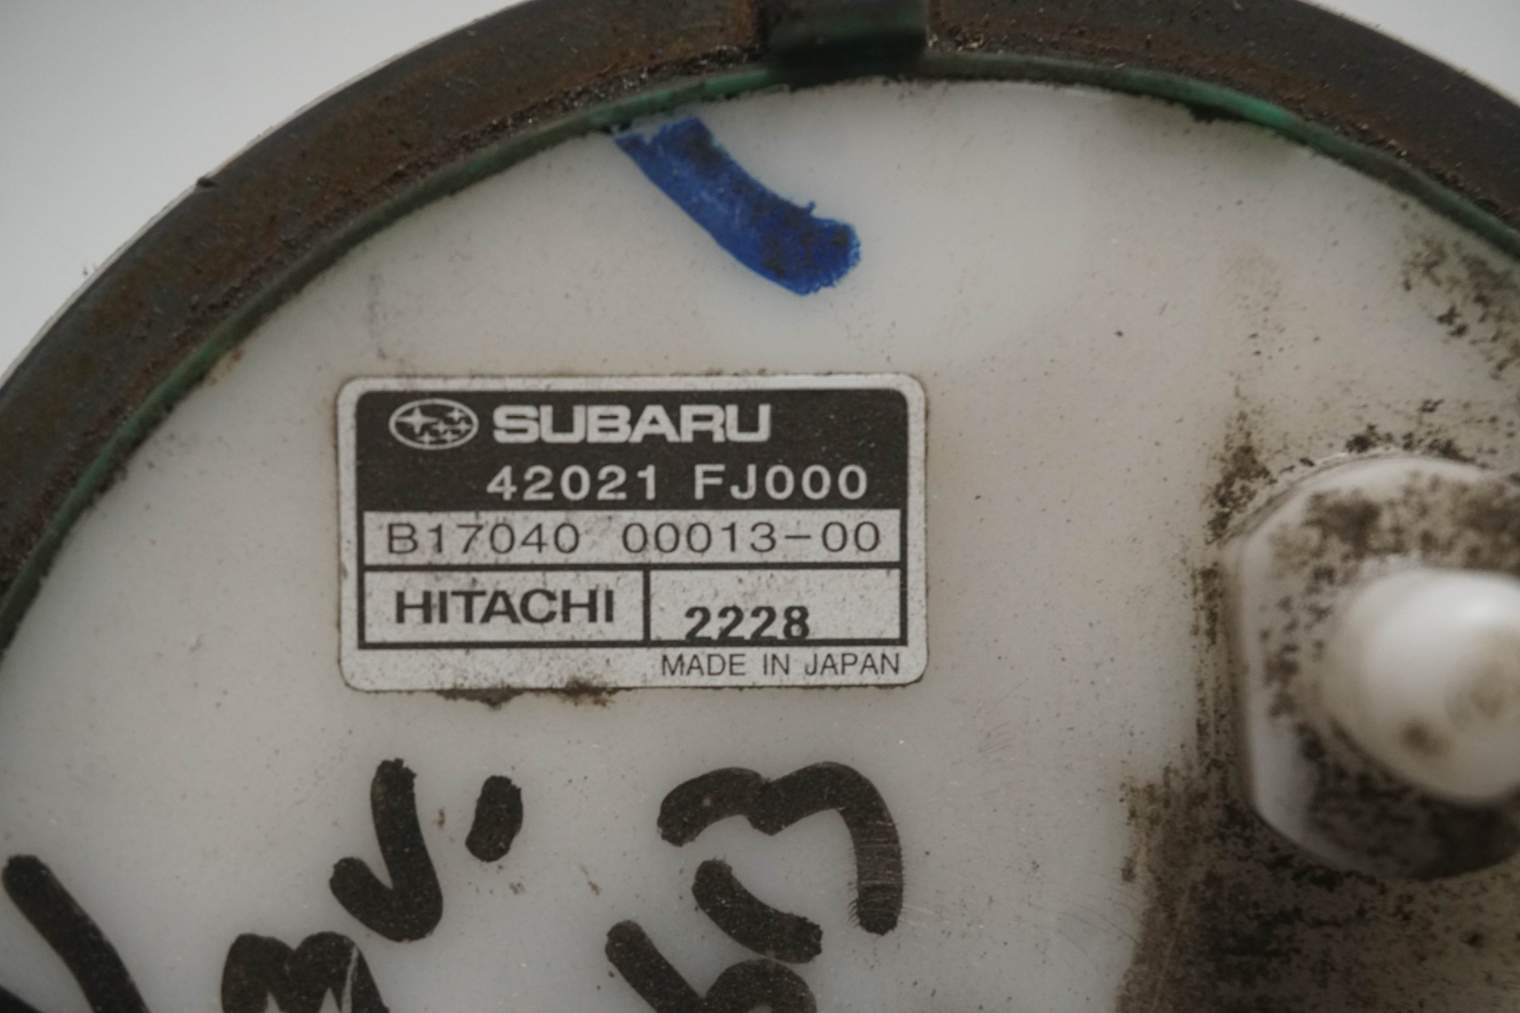 SUBARU
42021 FJ000
B17040 00013-00
HITACHI 2228
MADE IN JAPAN